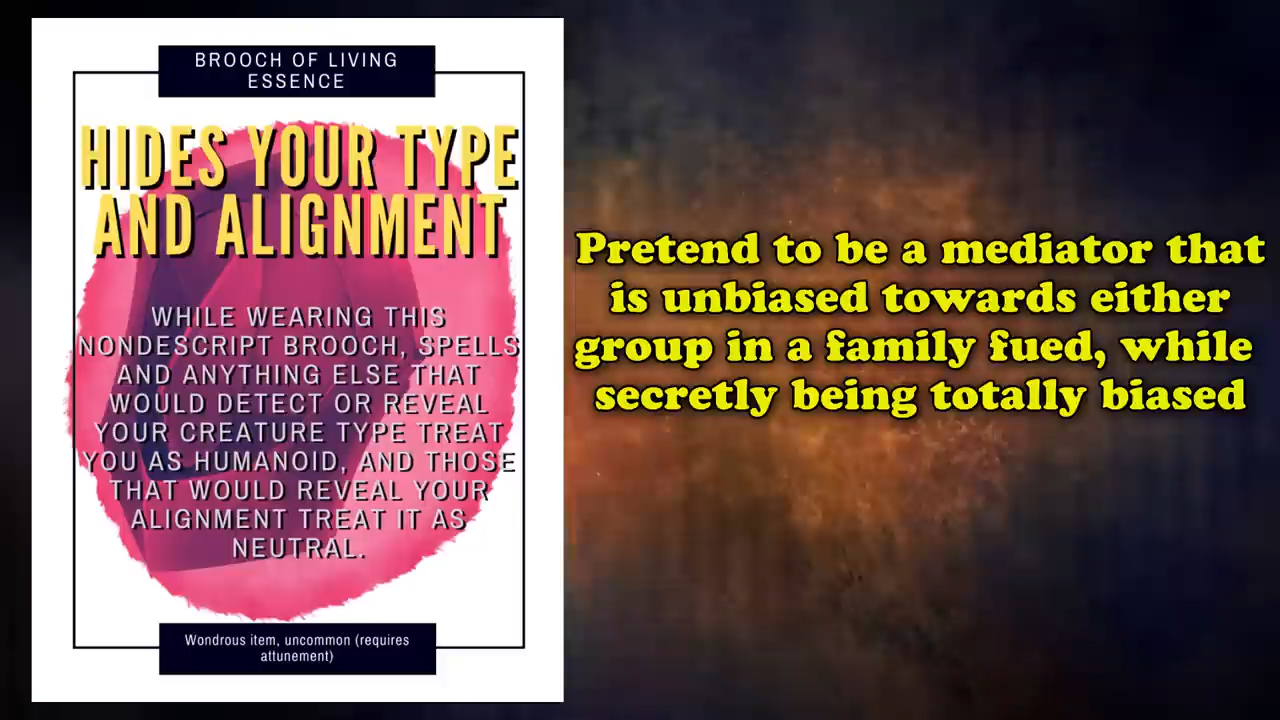 BROOCH OF LIVING
ESSENCE
HIDES YOUR TYPE
AND ALIGNMENT
WHILE WEARING THIS
NONDESCRIPT BROOCH, SPELLS
AND ANYTHING ELSE THAT
WOULD DETECT OR REVEAL
YOUR CREATURE TYPE TREAT
YOU AS HUMANOID, AND THOSE
THAT WOULD REVEAL YOUR
ALIGNMENT TREAT IT AS
NEUTRAL.
Wondrous item, uncommon (requires
attunement)
Pretend to be a mediator that
is unbiased towards either
group in a family fued, while
secretly being totally biased